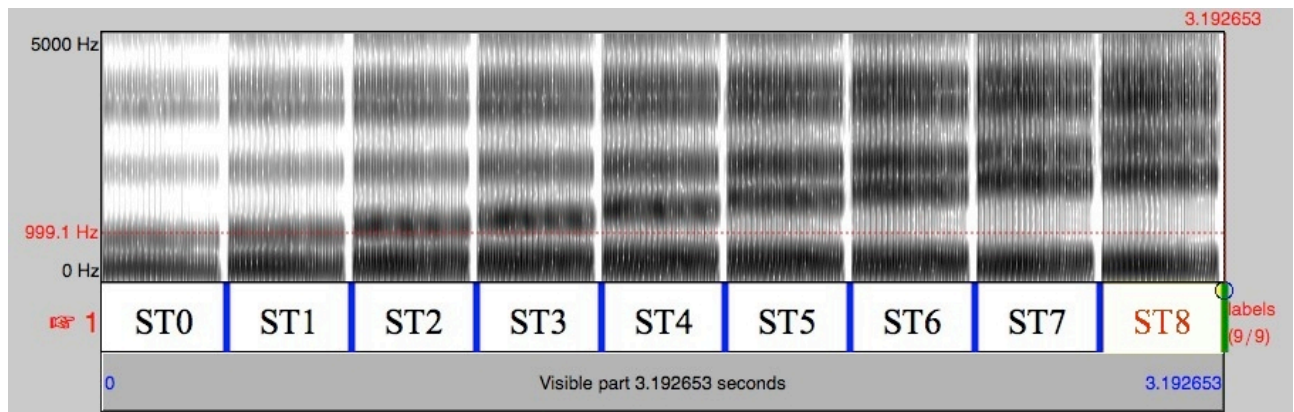 3.192653
5000 Hz
999.1 Hz
0 Hz
☞ 1 ST0 ST1 ST2 ST3 ST4 ST5 ST6 ST7 ST8 labels
(9/9)
0 Visible part 3.192653 seconds 3.192653